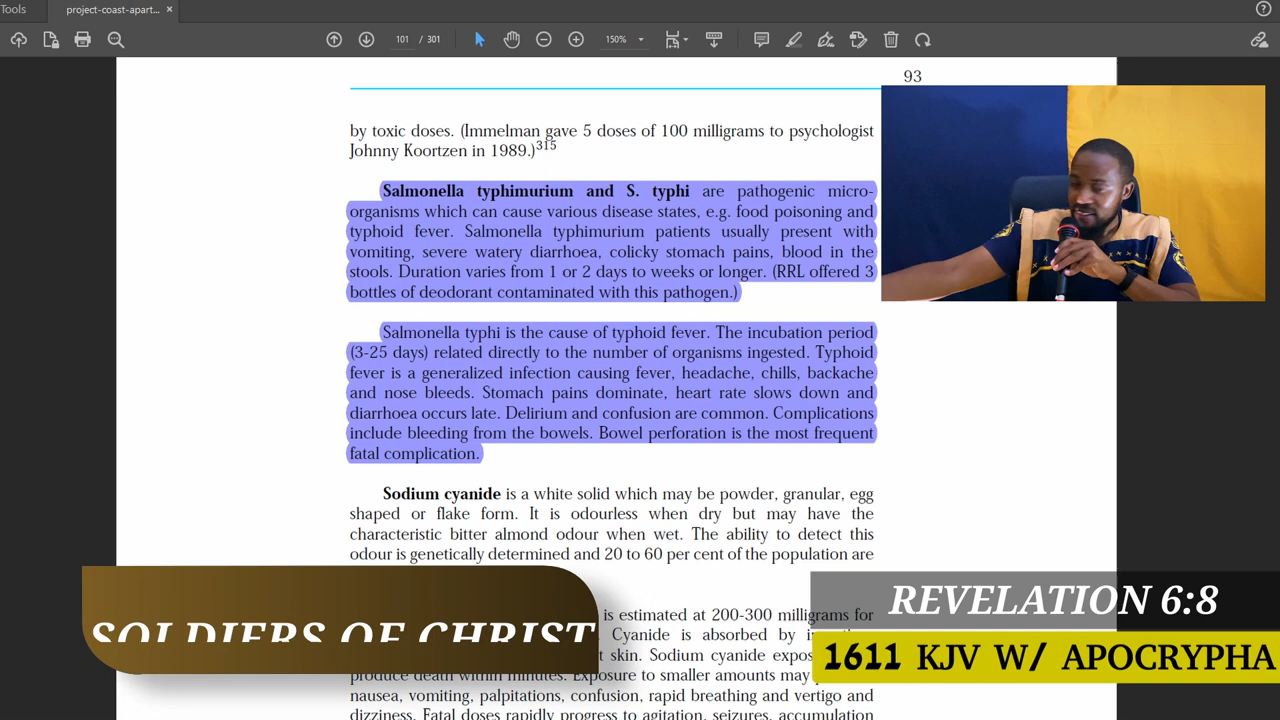 Tools
project-coast-apart... ×
101 / 301
150%
93
by toxic doses. (Immelman gave 5 doses of 100 milligrams to psychologist
Johnny Koortzen in 1989.)315
Salmonella typhimurium and S. typhi are pathogenic micro-
organisms which can cause various disease states, e.g. food poisoning and
typhoid fever. Salmonella typhimurium patients usually present with
vomiting, severe watery diarrhoea, colicky stomach pains, blood in the
stools. Duration varies from 1 or 2 days to weeks or longer. (RRL offered 3
bottles of deodorant contaminated with this pathogen.)
Salmonella typhi is the cause of typhoid fever. The incubation period
(3-25 days) related directly to the number of organisms ingested. Typhoid
fever is a generalized infection causing fever, headache, chills, backache
and nose bleeds. Stomach pains dominate, heart rate slows down and
diarrhoea occurs late. Delirium and confusion are common. Complications
include bleeding from the bowels. Bowel perforation is the most frequent
fatal complication.
Sodium cyanide is a white solid which may be powder, granular, egg
shaped or flake form. It is odourless when dry but may have the
characteristic bitter almond odour when wet. The ability to detect this
odour is genetically determined and 20 to 60 per cent of the population are
is estimated at 200-300 milligrams for
Cyanide is absorbed by
skin. Sodium cyanide
produce death within minutes. Exposure to smaller amounts may
nausea, vomiting, palpitations, confusion, rapid breathing and vertigo and
dizziness. Fatal doses rapidly progress to agitation, seizures, accumulation
SOLDIERS OF CHRIST
REVELATION 6:8
1611 KJV W/ APOCRYPHA